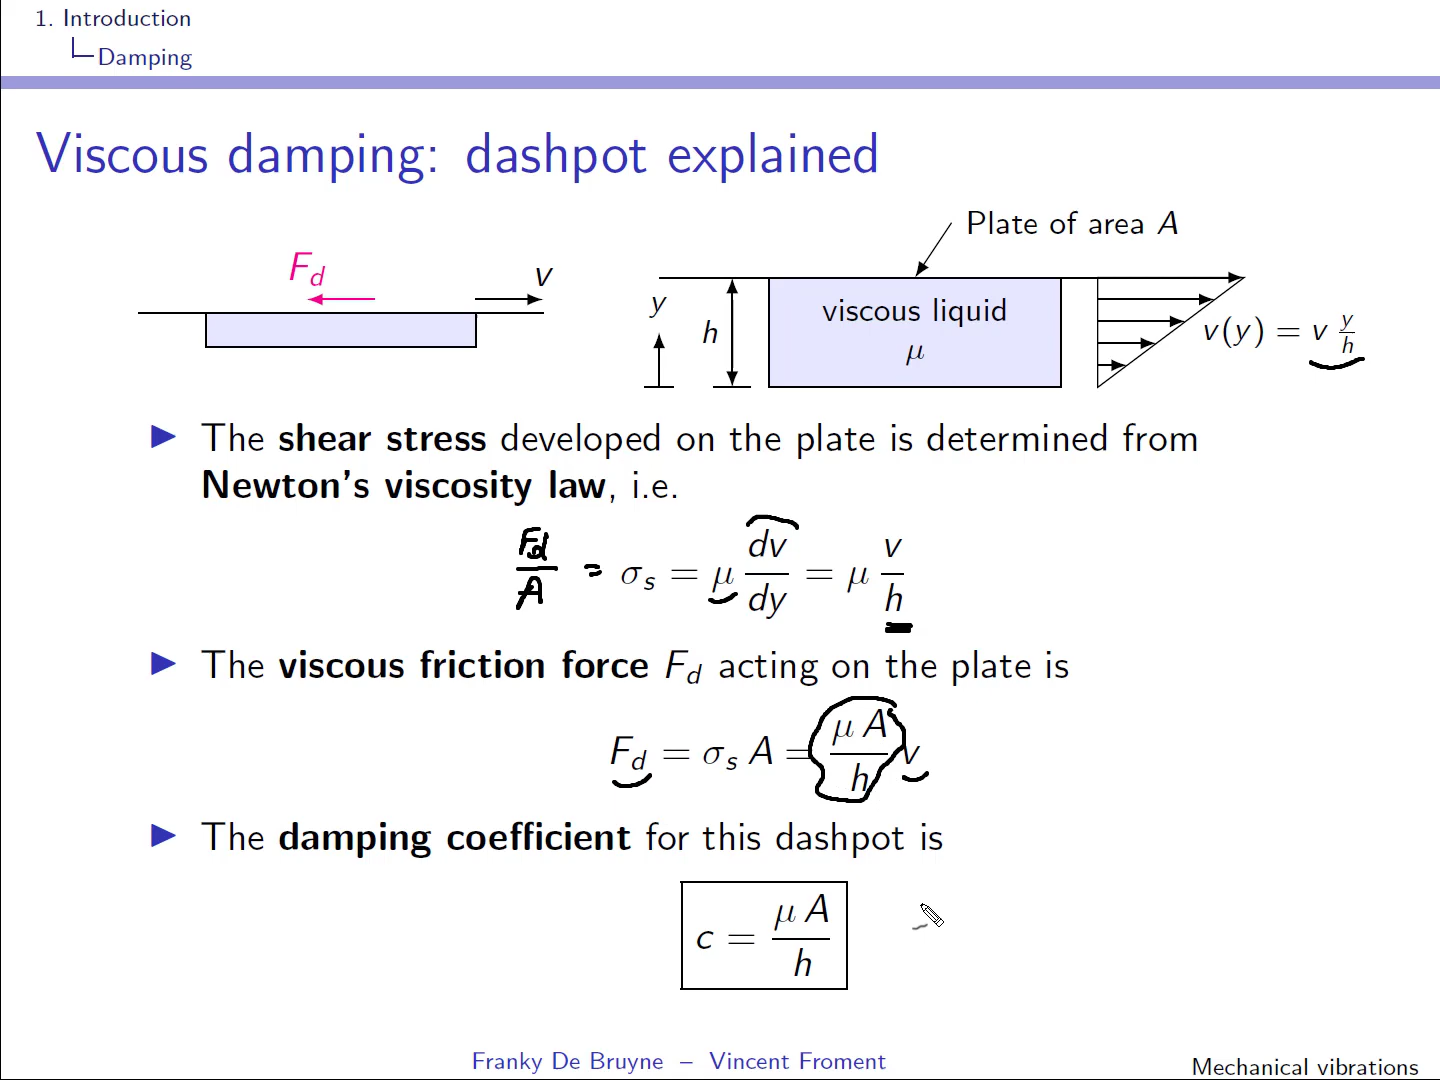 1. Introduction
Damping
Viscous damping: dashpot explained
Plate of area A
F_d
v
y
h
viscous liquid
μ
v(y) = v y/h
The shear stress developed on the plate is determined from
Newton's viscosity law, i.e.
F_d/A = σ_s = μ dv/dy = μ v/h
The viscous friction force F_d acting on the plate is
F_d = σ_s A = μ A/h v
The damping coefficient for this dashpot is
c = μ A/h
Franky De Bruyne – Vincent Froment
Mechanical vibrations